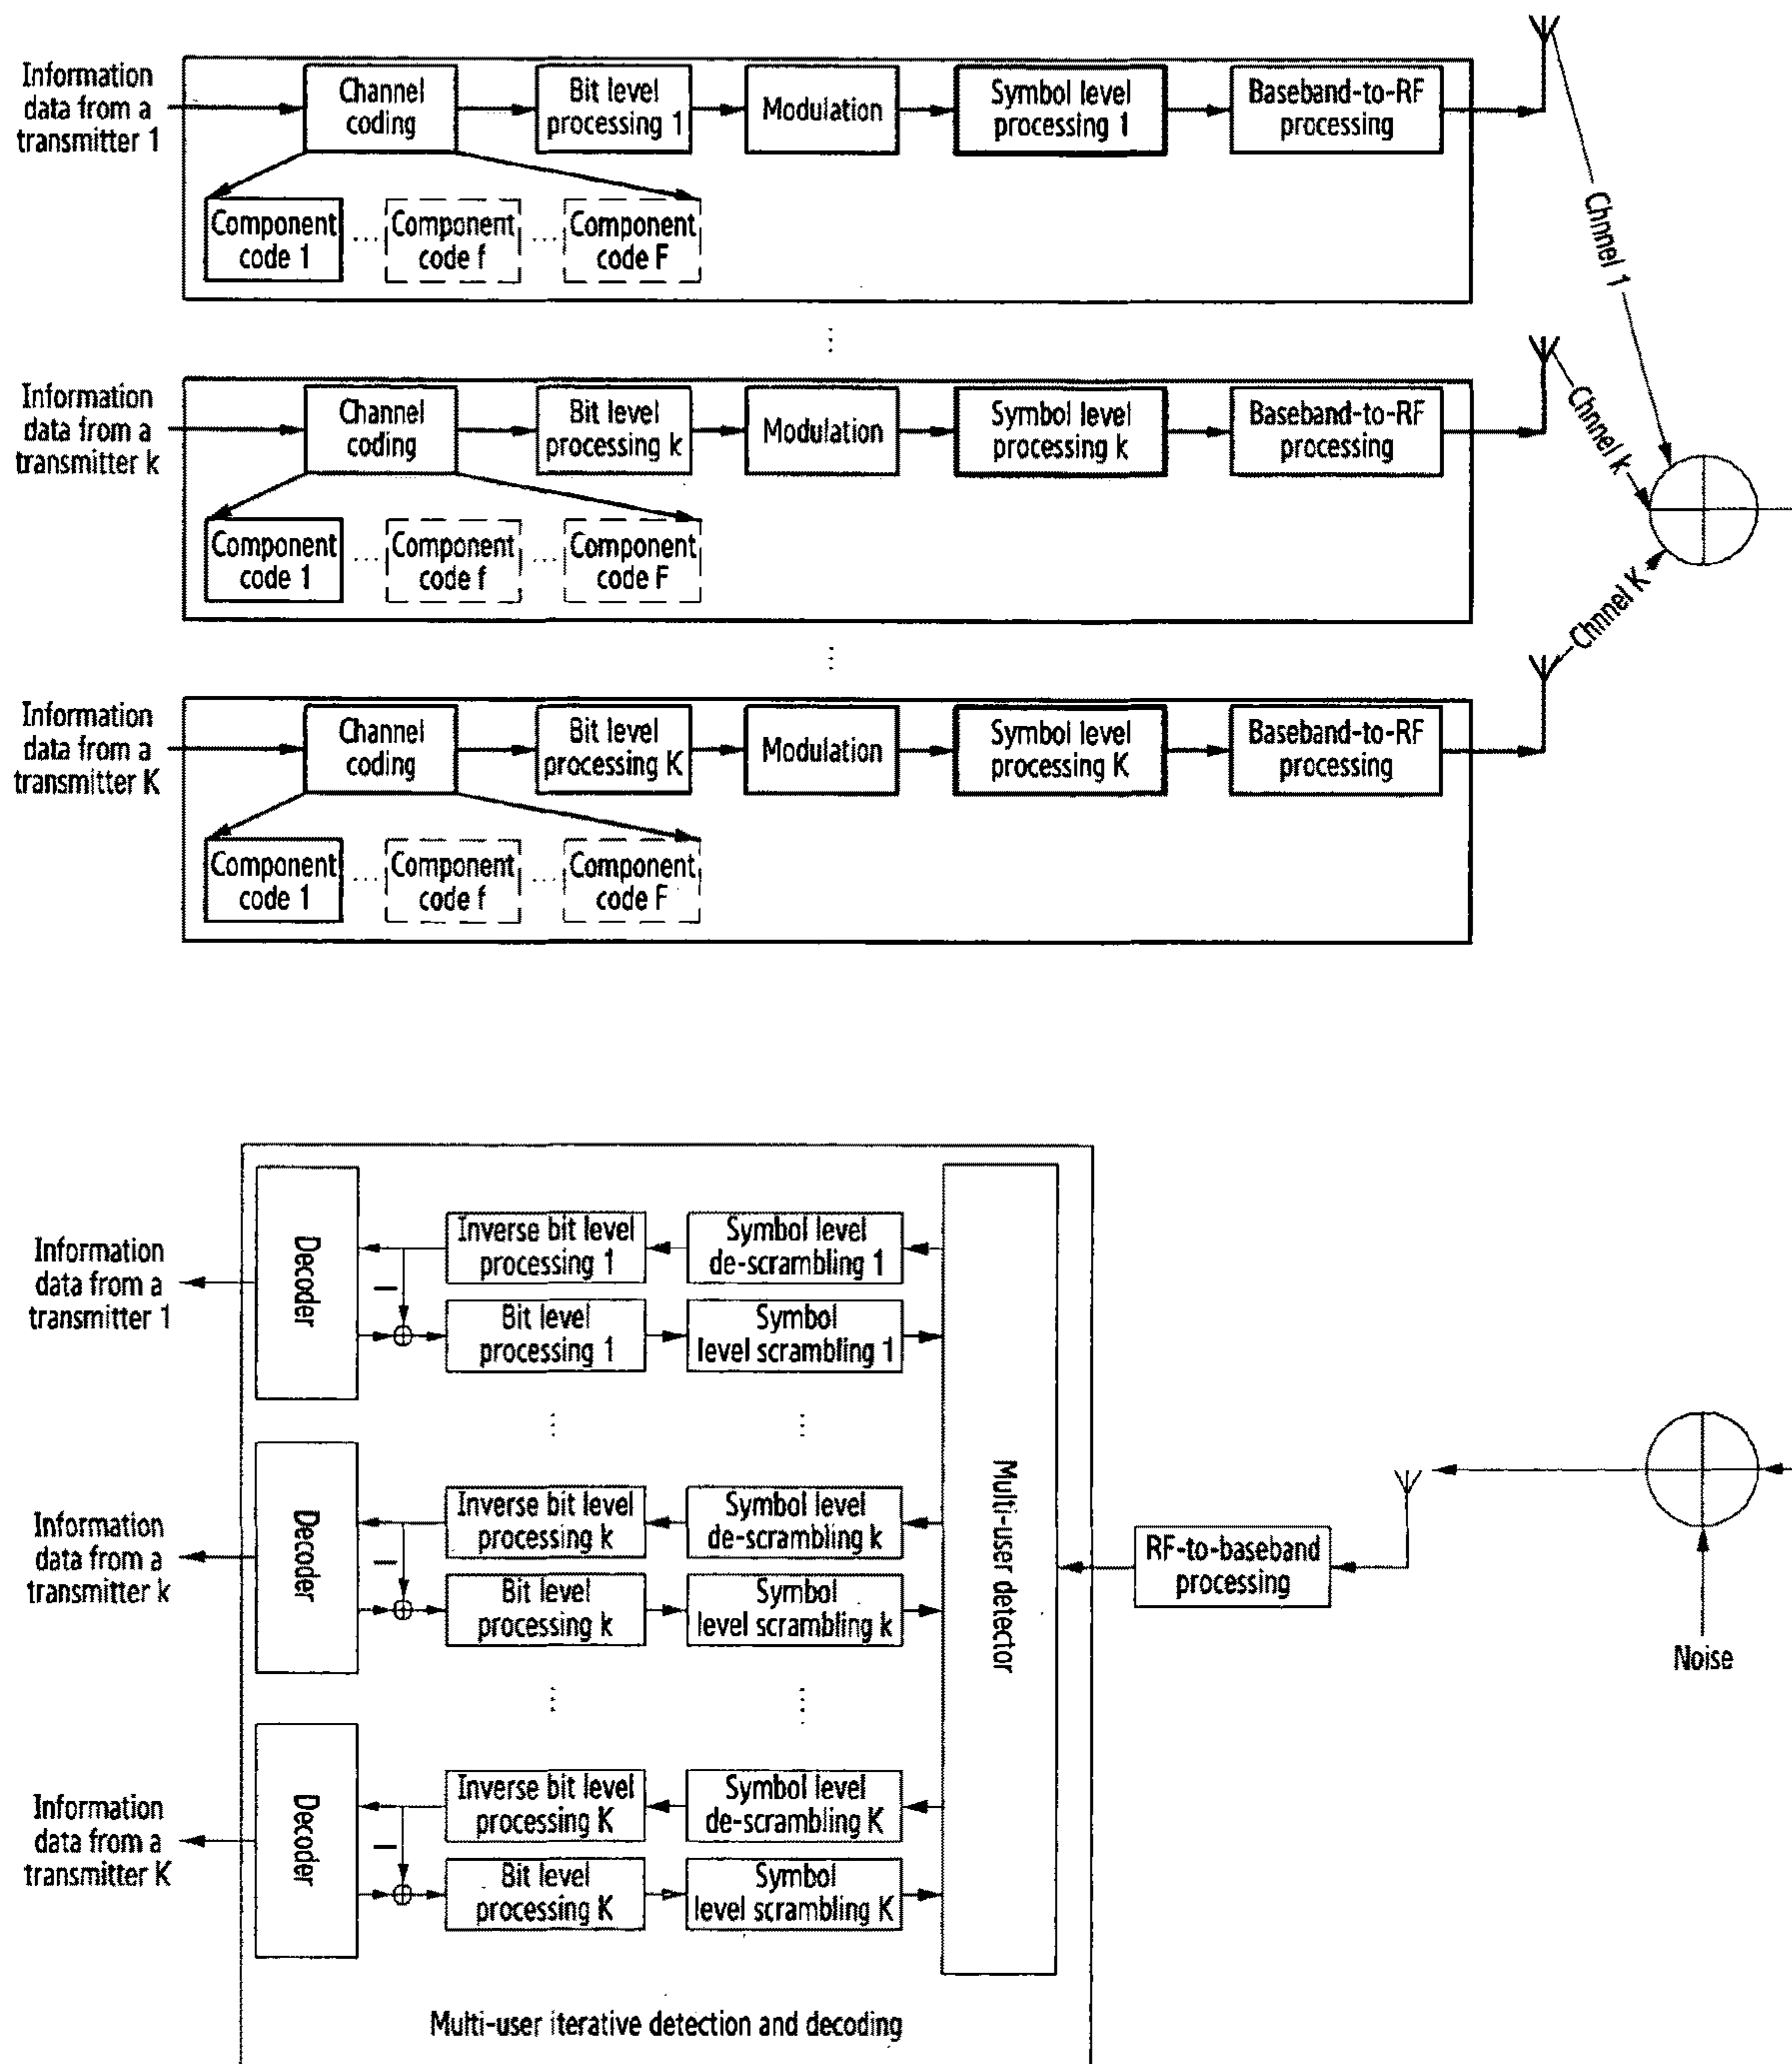 Information
data from a
transmitter 1
Channel
coding
Bit level
processing 1
Modulation
Symbol level
processing 1
Baseband-to-RF
processing
Component
code 1
...
Component
code f
...
Component
code F
Chnnel 1
Information
data from a
transmitter k
Channel
coding
Bit level
processing k
Modulation
Symbol level
processing k
Baseband-to-RF
processing
Component
code 1
...
Component
code f
...
Component
code F
Chnnel k
Information
data from a
transmitter K
Channel
coding
Bit level
processing K
Modulation
Symbol level
processing K
Baseband-to-RF
processing
Component
code 1
...
Component
code f
...
Component
code F
Chnnel K
Information
data from a
transmitter 1
Decoder
Inverse bit level
processing 1
Symbol level
de-scrambling 1
Bit level
processing 1
Symbol
level scrambling 1
Information
data from a
transmitter k
Decoder
Inverse bit level
processing k
Symbol level
de-scrambling k
Bit level
processing k
Symbol
level scrambling k
Information
data from a
transmitter K
Decoder
Inverse bit level
processing K
Symbol level
de-scrambling K
Bit level
processing K
Symbol
level scrambling K
Multi-user detector
RF-to-baseband
processing
Noise
Multi-user iterative detection and decoding